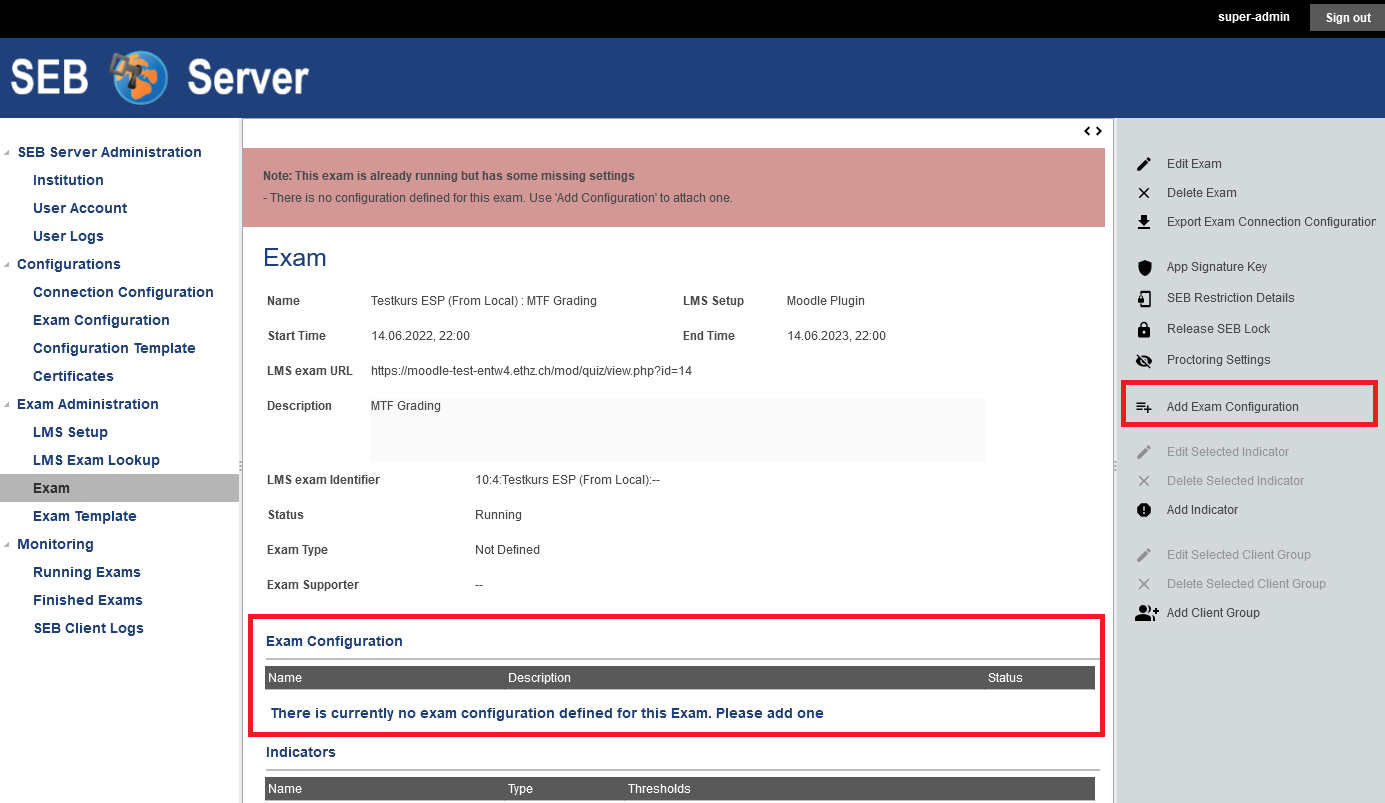 super-admin
Sign out
SEB Server
SEB Server Administration
Institution
User Account
User Logs
Configurations
Connection Configuration
Exam Configuration
Configuration Template
Certificates
Exam Administration
LMS Setup
LMS Exam Lookup
Exam
Exam Template
Monitoring
Running Exams
Finished Exams
SEB Client Logs
Note: This exam is already running but has some missing settings
- There is no configuration defined for this exam. Use 'Add Configuration' to attach one.
Exam
Name Testkurs ESP (From Local) : MTF Grading LMS Setup Moodle Plugin
Start Time 14.06.2022, 22:00 End Time 14.06.2023, 22:00
LMS exam URL https://moodle-test-entw4.ethz.ch/mod/quiz/view.php?id=14
Description MTF Grading
LMS exam Identifier 10:4:Testkurs ESP (From Local):--
Status Running
Exam Type Not Defined
Exam Supporter --
Exam Configuration
Name Description Status
There is currently no exam configuration defined for this Exam. Please add one
Indicators
Name Type Thresholds
Edit Exam
Delete Exam
Export Exam Connection Configuration
App Signature Key
SEB Restriction Details
Release SEB Lock
Proctoring Settings
Add Exam Configuration
Edit Selected Indicator
Delete Selected Indicator
Add Indicator
Edit Selected Client Group
Delete Selected Client Group
Add Client Group